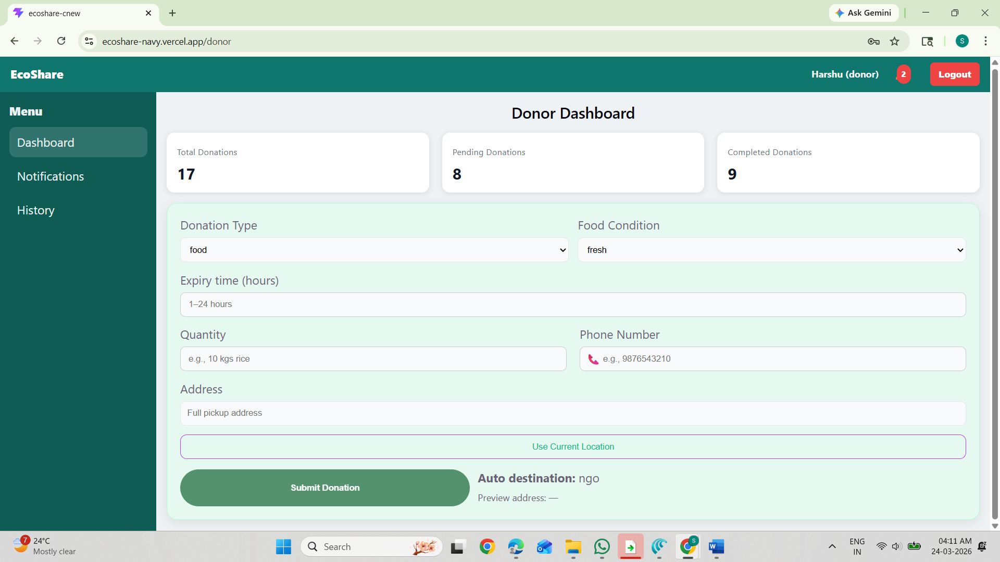 ecoshare-cnew
Ask Gemini
ecoshare-navy.vercel.app/donor
S
EcoShare
Harshu (donor)
2
Logout
Menu
Dashboard
Notifications
History
Donor Dashboard
Total Donations
17
Pending Donations
8
Completed Donations
9
Donation Type
Food Condition
food
fresh
Expiry time (hours)
1–24 hours
Quantity
Phone Number
e.g., 10 kgs rice
e.g., 9876543210
Address
Full pickup address
Use Current Location
Submit Donation
Auto destination: ngo
Preview address: —
7
24°C
Mostly clear
Search
S
W
ENG
IN
04:11 AM
24-03-2026